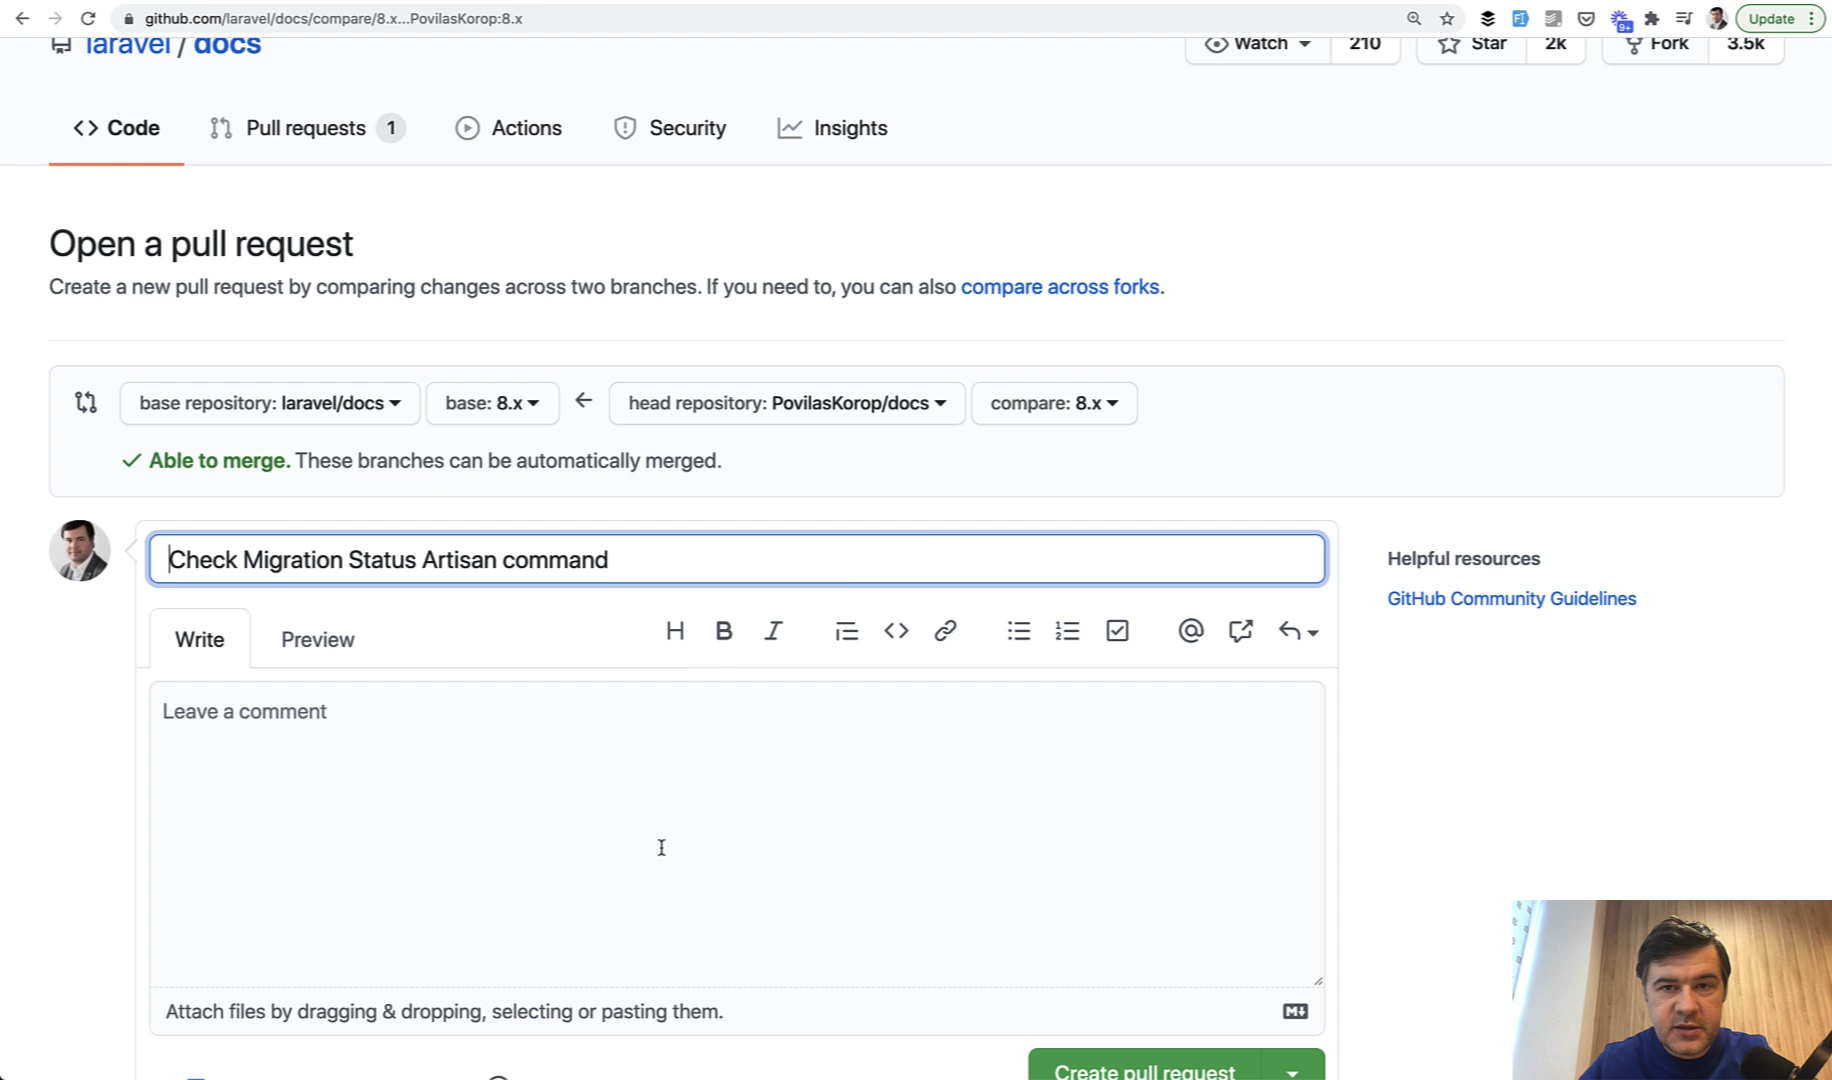 github.com/laravel/docs/compare/8.x...PovilasKorop:8.x
9+
Update
laravel / docs
Watch 210 Star 2k Fork 3.5k
Code Pull requests 1 Actions Security Insights
Open a pull request
Create a new pull request by comparing changes across two branches. If you need to, you can also compare across forks.
base repository: laravel/docs base: 8.x head repository: PovilasKorop/docs compare: 8.x
Able to merge. These branches can be automatically merged.
Check Migration Status Artisan command
Helpful resources
GitHub Community Guidelines
Write Preview
Leave a comment
Attach files by dragging & dropping, selecting or pasting them.
Create pull request